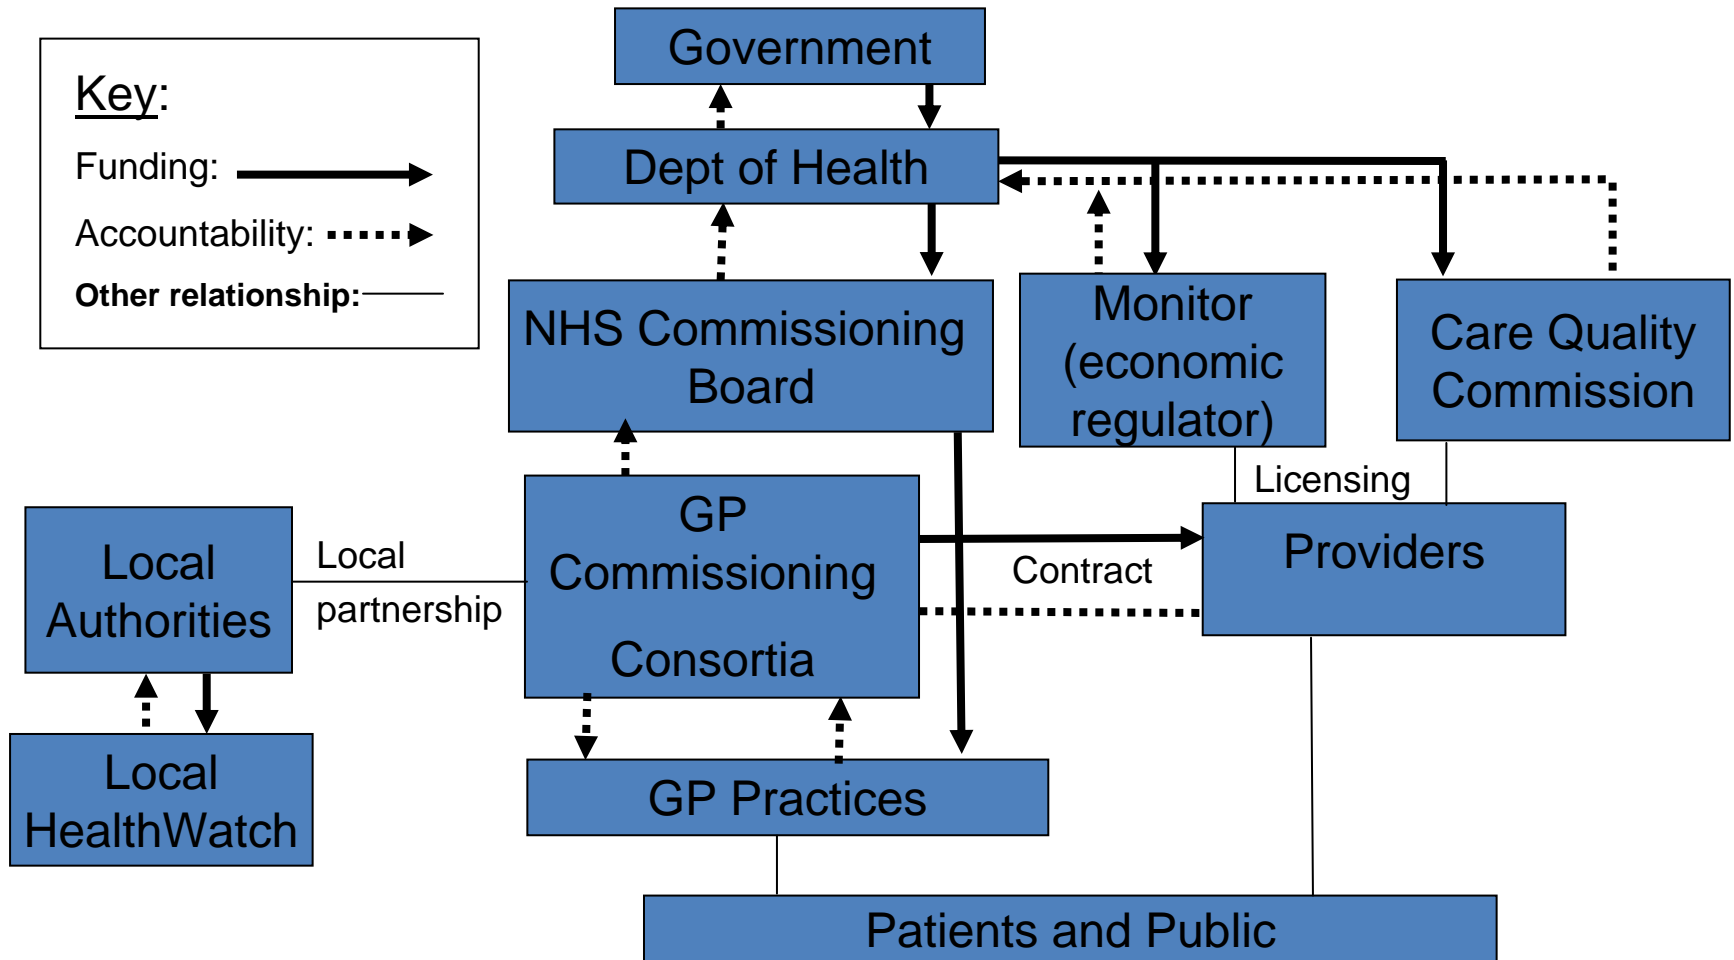 Government
Key:
Funding:
Accountability:
Other relationship:
Dept of Health
NHS Commissioning
Board
Monitor
(economic
regulator)
Care Quality
Commission
Licensing
Local
Authorities
Local
partnership
GP
Commissioning
Consortia
Contract
Providers
Local
HealthWatch
GP Practices
Patients and Public